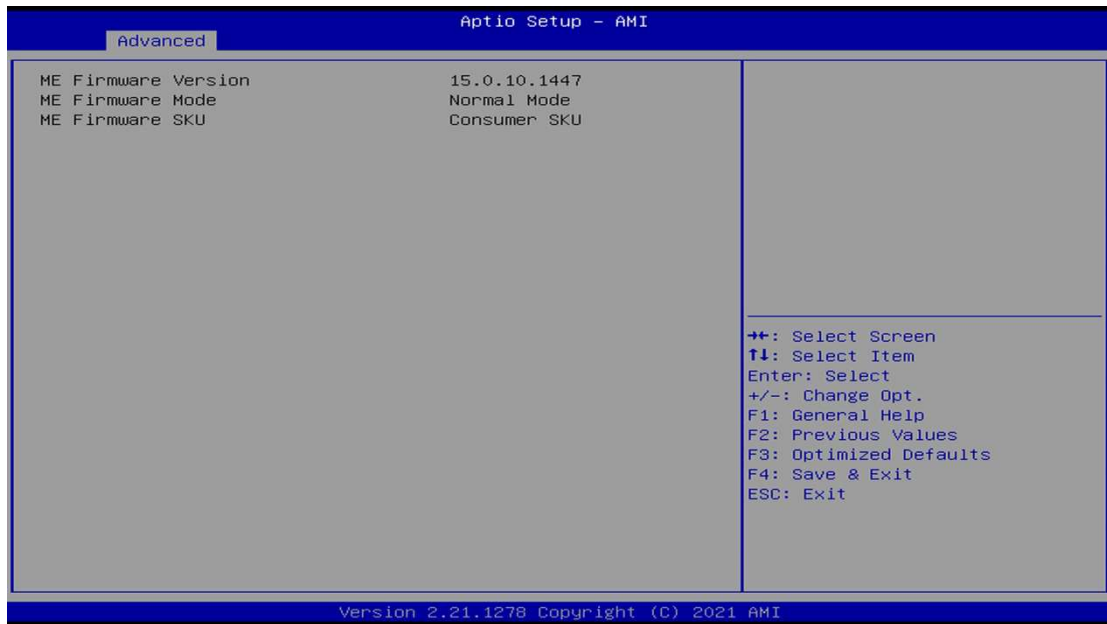 Aptio Setup – AMI
Advanced
ME Firmware Version 15.0.10.1447
ME Firmware Mode Normal Mode
ME Firmware SKU Consumer SKU
→←: Select Screen
↑↓: Select Item
Enter: Select
+/-: Change Opt.
F1: General Help
F2: Previous Values
F3: Optimized Defaults
F4: Save & Exit
ESC: Exit
Version 2.21.1278 Copyright (C) 2021 AMI